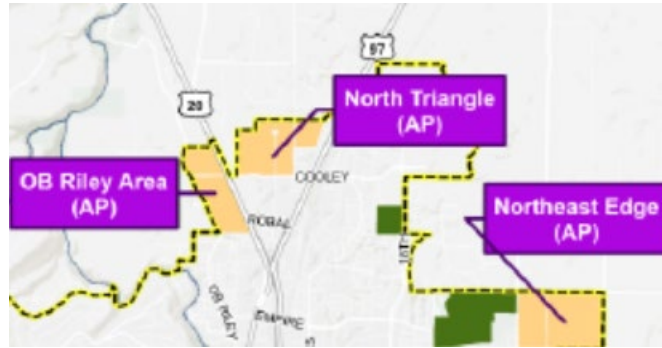 97
20
North Triangle
(AP)
COOLEY
OB Riley Area
(AP)
Northeast Edge
(AP)
ROBAL
18TH
OB RILEY
EMPIRE